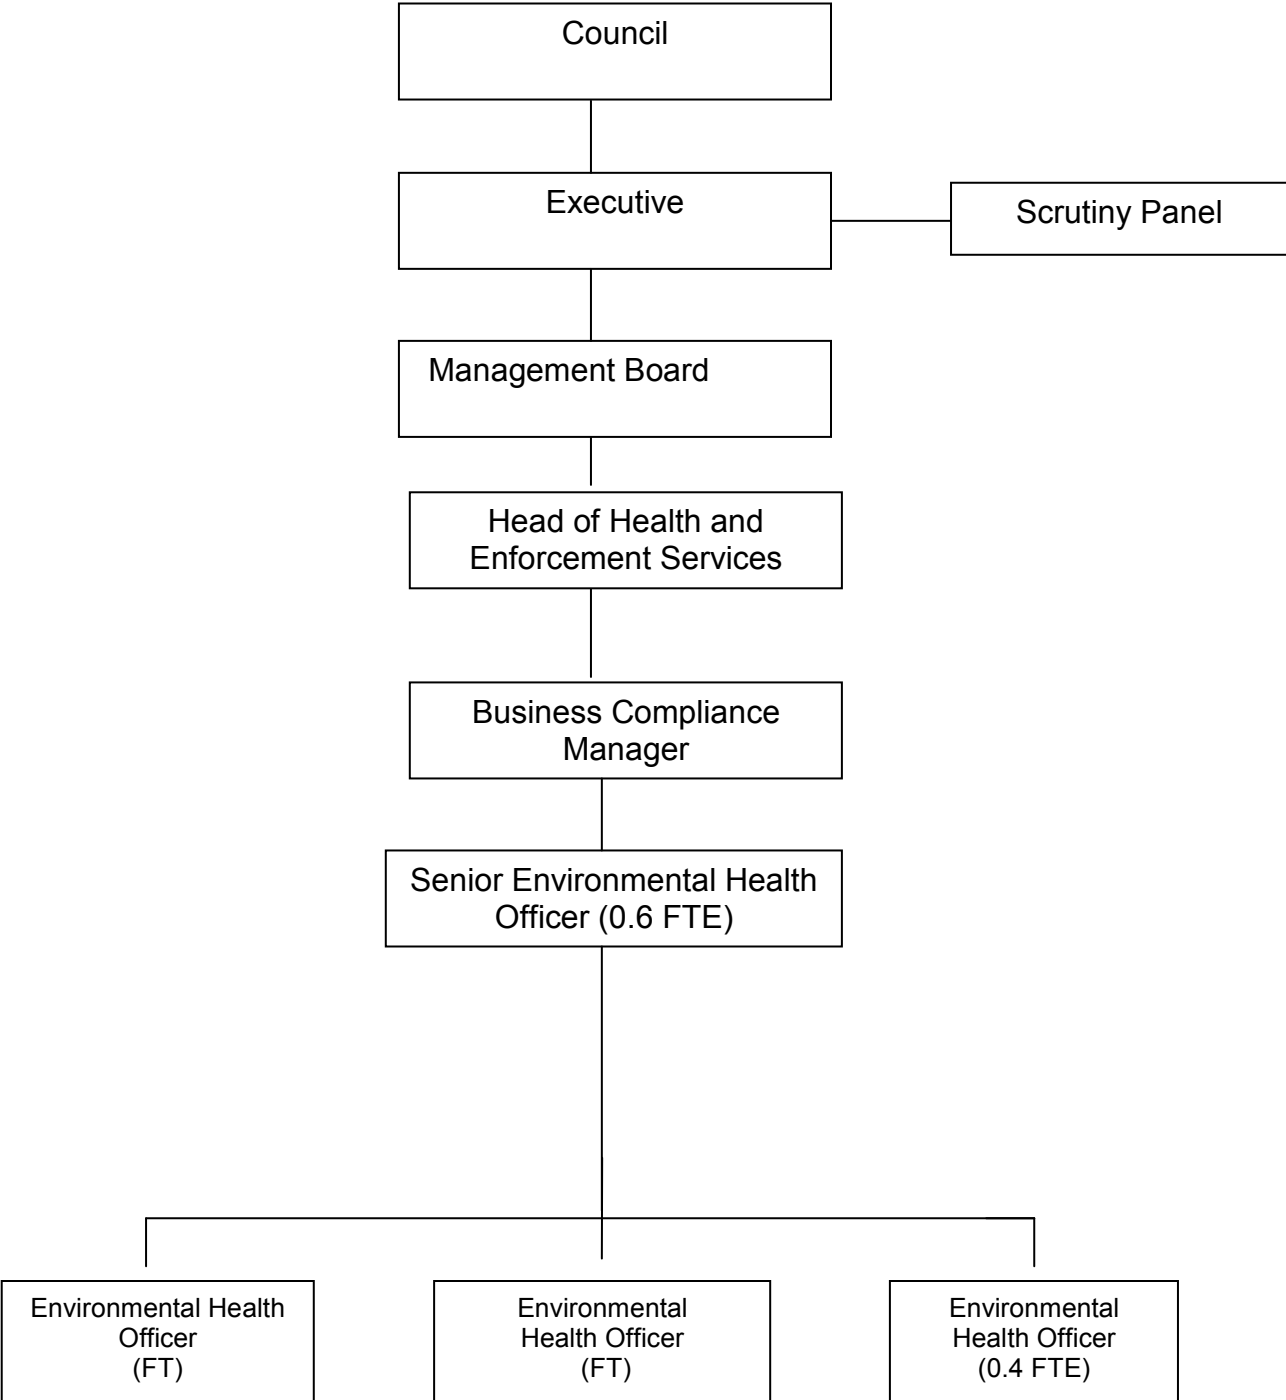 Council
Executive
Scrutiny Panel
Management Board
Head of Health and
Enforcement Services
Business Compliance
Manager
Senior Environmental Health
Officer (0.6 FTE)
Environmental Health
Officer
(FT)
Environmental
Health Officer
(FT)
Environmental
Health Officer
(0.4 FTE)